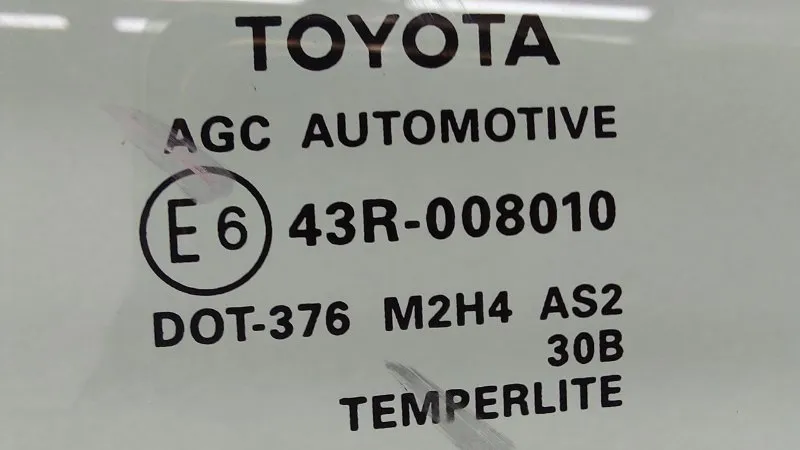 TOYOTA
AGC AUTOMOTIVE
E6 43R-008010
DOT-376 M2H4 AS2
30B
TEMPERLITE